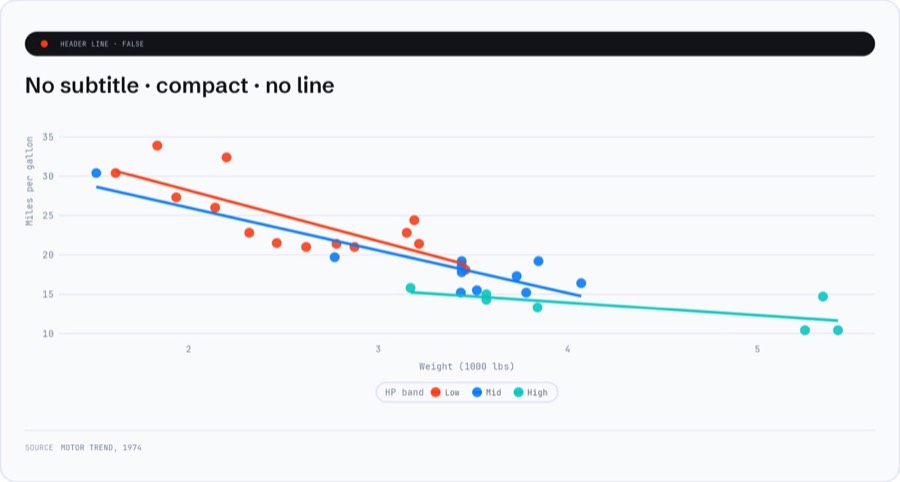 HEADER LINE · FALSE
No subtitle · compact · no line
Miles per gallon
35
30
25
20
15
10
2 3 4 5
Weight (1000 lbs)
HP band Low Mid High
SOURCE MOTOR TREND, 1974